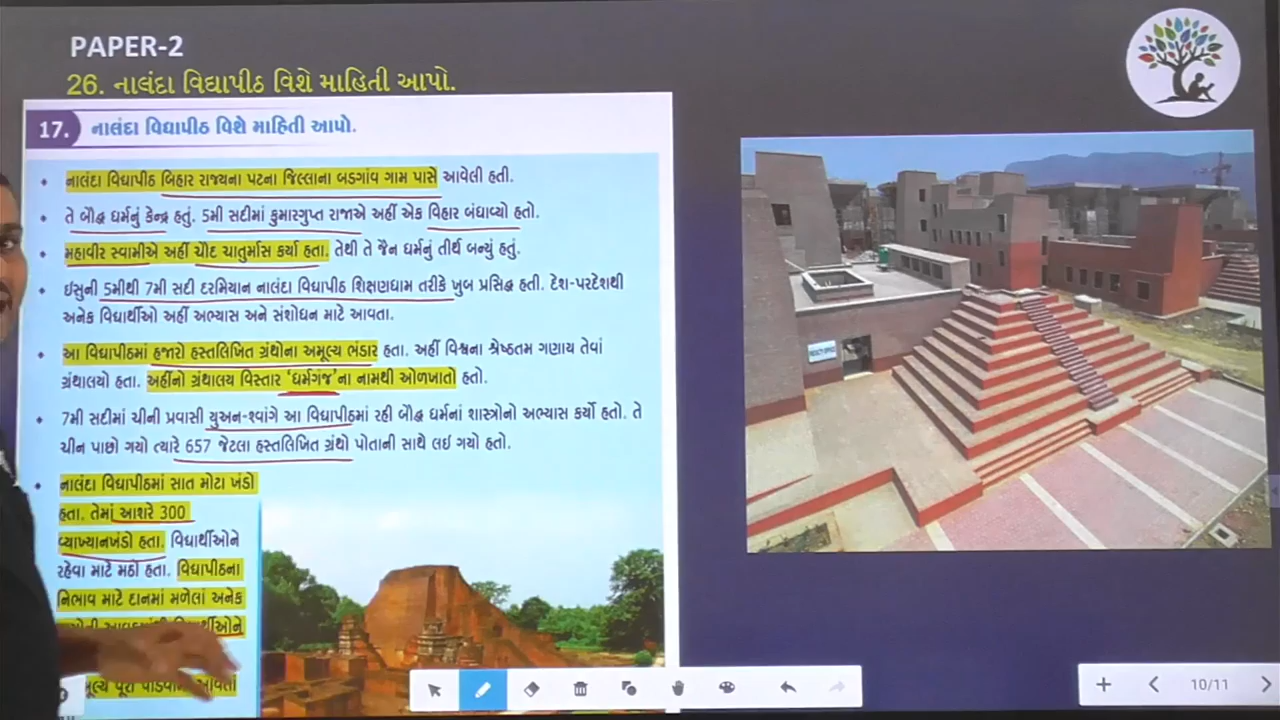 PAPER-2
26. નાલંદા વિદ્યાપીઠ વિશે માહિતી આપો.
17. નાલંદા વિદ્યાપીઠ વિશે માહિતી આપો.
• નાલંદા વિદ્યાપીઠ બિહાર રાજ્યના પટના જિલ્લાના બડગાંવ ગામ પાસે આવેલી હતી.
• તે બૌદ્ધ ધર્મનું કેન્દ્ર હતું. 5મી સદીમાં કુમારગુપ્ત રાજાએ અહીં એક વિહાર બંધાવ્યો હતો.
• મહાવીર સ્વામીએ અહીં ચૌદ ચાતુર્માસ કર્યા હતા. તેથી તે જૈન ધર્મનું તીર્થ બન્યું હતું.
• ઇસુની 5મીથી 7મી સદી દરમિયાન નાલંદા વિદ્યાપીઠ શિક્ષણધામ તરીકે ખુબ પ્રસિદ્ધ હતી. દેશ-પરદેશથી
અનેક વિદ્યાર્થીઓ અહીં અભ્યાસ અને સંશોધન માટે આવતા.
• આ વિદ્યાપીઠમાં હજારો હસ્તલિખિત ગ્રંથોના અમૂલ્ય ભંડાર હતા. અહીં વિશ્વના શ્રેષ્ઠતમ ગણાય તેવાં
ગ્રંથાલયો હતા. અહીંનો ગ્રંથાલય વિસ્તાર ‘ધર્મગંજ’ના નામથી ઓળખાતો હતો.
• 7મી સદીમાં ચીની પ્રવાસી યુઅન-શ્વાંગે આ વિદ્યાપીઠમાં રહી બૌદ્ધ ધર્મનાં શાસ્ત્રોનો અભ્યાસ કર્યો હતો. તે
ચીન પાછો ગયો ત્યારે 657 જેટલા હસ્તલિખિત ગ્રંથો પોતાની સાથે લઇ ગયો હતો.
• નાલંદા વિદ્યાપીઠમાં સાત મોટા ખંડો
હતા. તેમાં આશરે 300
વ્યાખ્યાનખંડો હતા. વિદ્યાર્થીઓને
રહેવા માટે મઠો હતા. વિદ્યાપીઠના
નિભાવ માટે દાનમાં મળેલાં અનેક
10/11